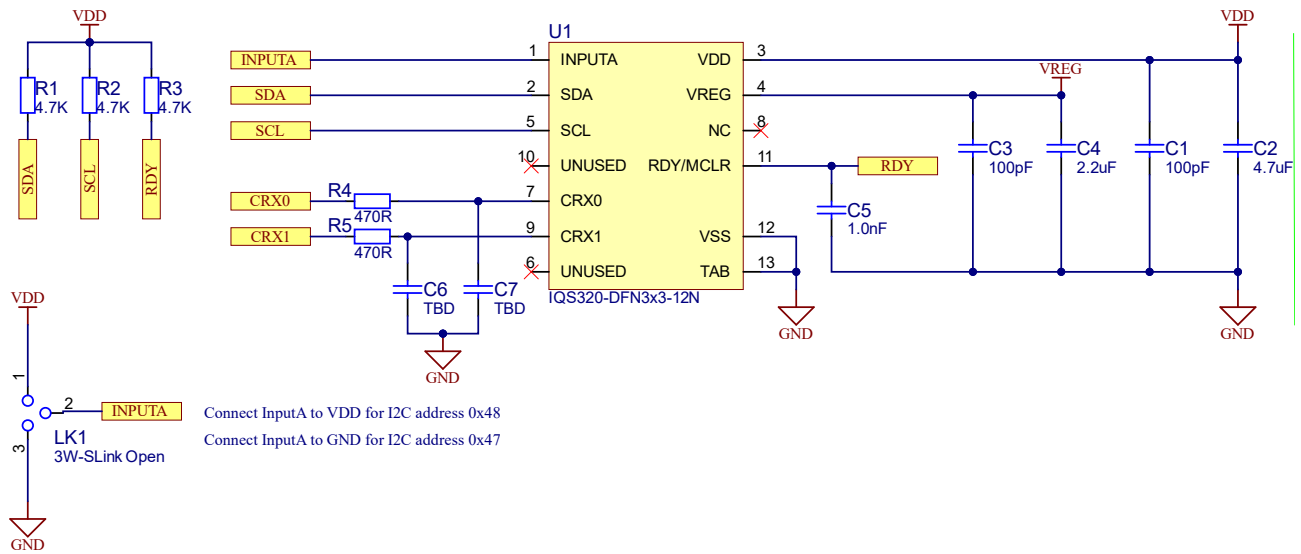 VDD
R1
4.7K
R2
4.7K
R3
4.7K
SDA
SCL
RDY
U1
INPUTA
1
INPUTA
SDA
2
SDA
SCL
5
SCL
10
UNUSED
CRX0
R4
470R
7
CRX0
CRX1
R5
470R
9
CRX1
6
UNUSED
VDD
3
VREG
4
NC
8
RDY/MCLR
11
RDY
VSS
12
TAB
13
IQS320-DFN3x3-12N
VREG
VDD
C3
100pF
C4
2.2uF
C1
100pF
C2
4.7uF
C5
1.0nF
GND
GND
C6
TBD
C7
TBD
GND
VDD
1
2
INPUTA
3
LK1
3W-SLink Open
GND
Connect InputA to VDD for I2C address 0x48
Connect InputA to GND for I2C address 0x47